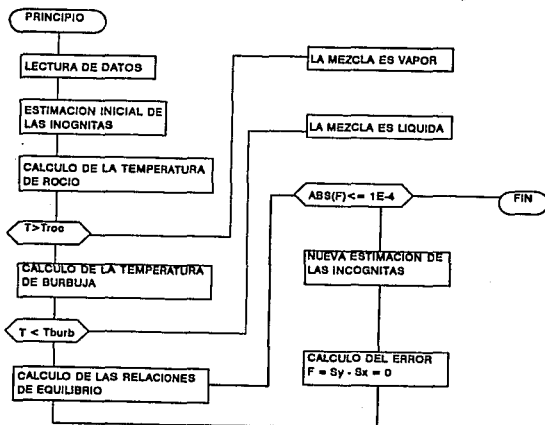 PRINCIPIO
LECTURA DE DATOS
ESTIMACION INICIAL DE
LAS INOGNITAS
CALCULO DE LA TEMPERATURA
DE ROCIO
T>Troc
CALCULO DE LA TEMPERATURA
DE BURBUJA
T < Tburb
CALCULO DE LAS RELACIONES
DE EQUILIBRIO
LA MEZCLA ES VAPOR
LA MEZCLA ES LIQUIDA
ABS(F)<= 1E-4
FIN
NUEVA ESTIMACION DE
LAS INCOGNITAS
CALCULO DEL ERROR
F = Sy - Sx = 0